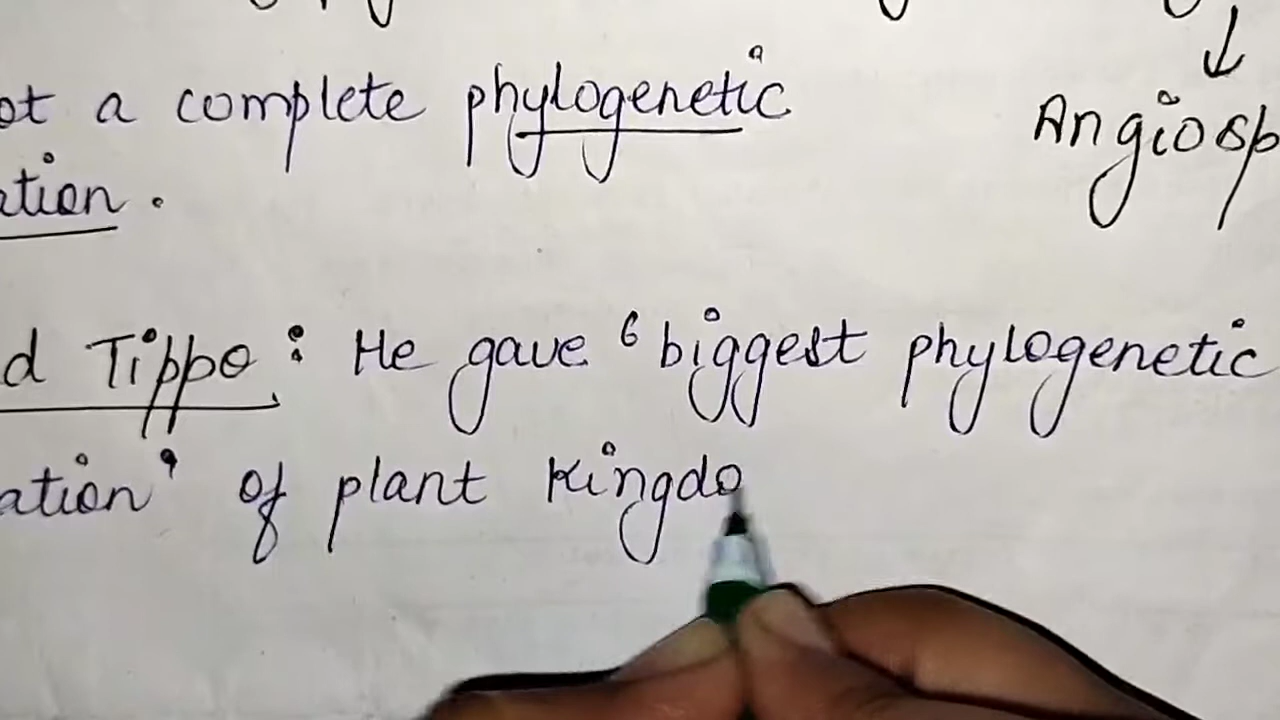 ot a complete phylogenetic
ation.
Angiosp
d Tippo : He gave 'biggest phylogenetic
ation' of plant Kingdo